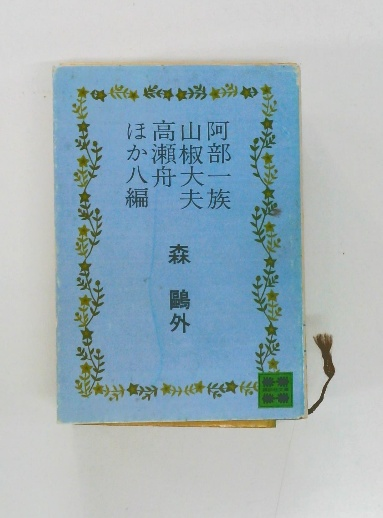 阿部一族
山椒大夫
高瀬舟
ほか八編
森鷗外